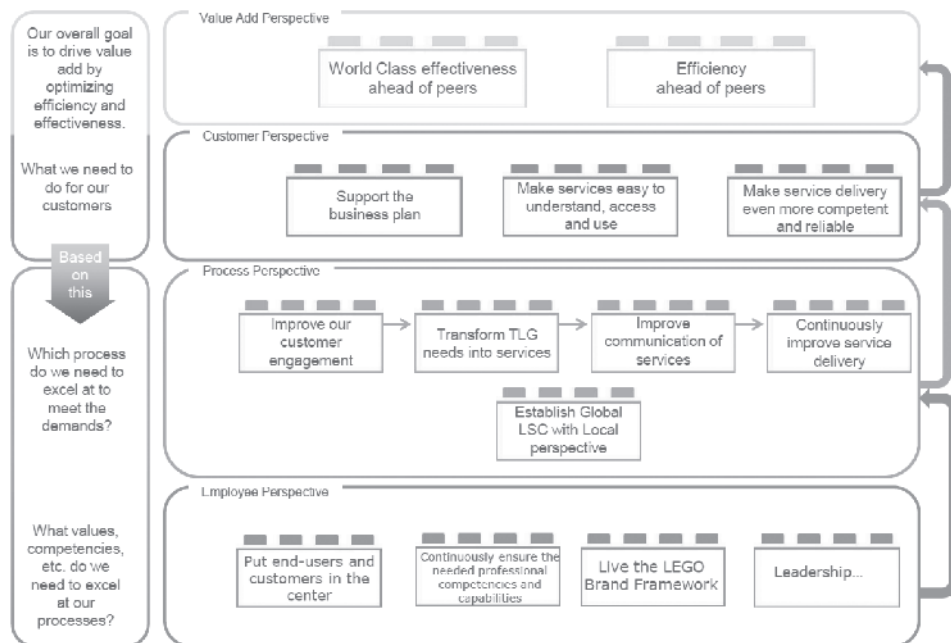 Our overall goal
is to drive value
add by
optimizing
efficiency and
effectiveness.
What we need to
do for our
customers
Based
on
this
Which process
do we need to
excel at to
meet the
demands?
What values,
competencies,
etc. do we
need to excel
at our
processes?
Value Add Perspective
World Class effectiveness
ahead of peers
Efficiency
ahead of peers
Customer Perspective
Support the
business plan
Make services easy to
understand, access
and use
Make service delivery
even more competent
and reliable
Process Perspective
Improve our
customer
engagement
Transform TLG
needs into services
Improve
communication of
services
Continuously
improve service
delivery
Establish Global
LSC with Local
perspective
Employee Perspective
Put end-users and
customers in the
center
Continuously ensure the
needed professional
competencies and
capabilities
Live the LEGO
Brand Framework
Leadership...